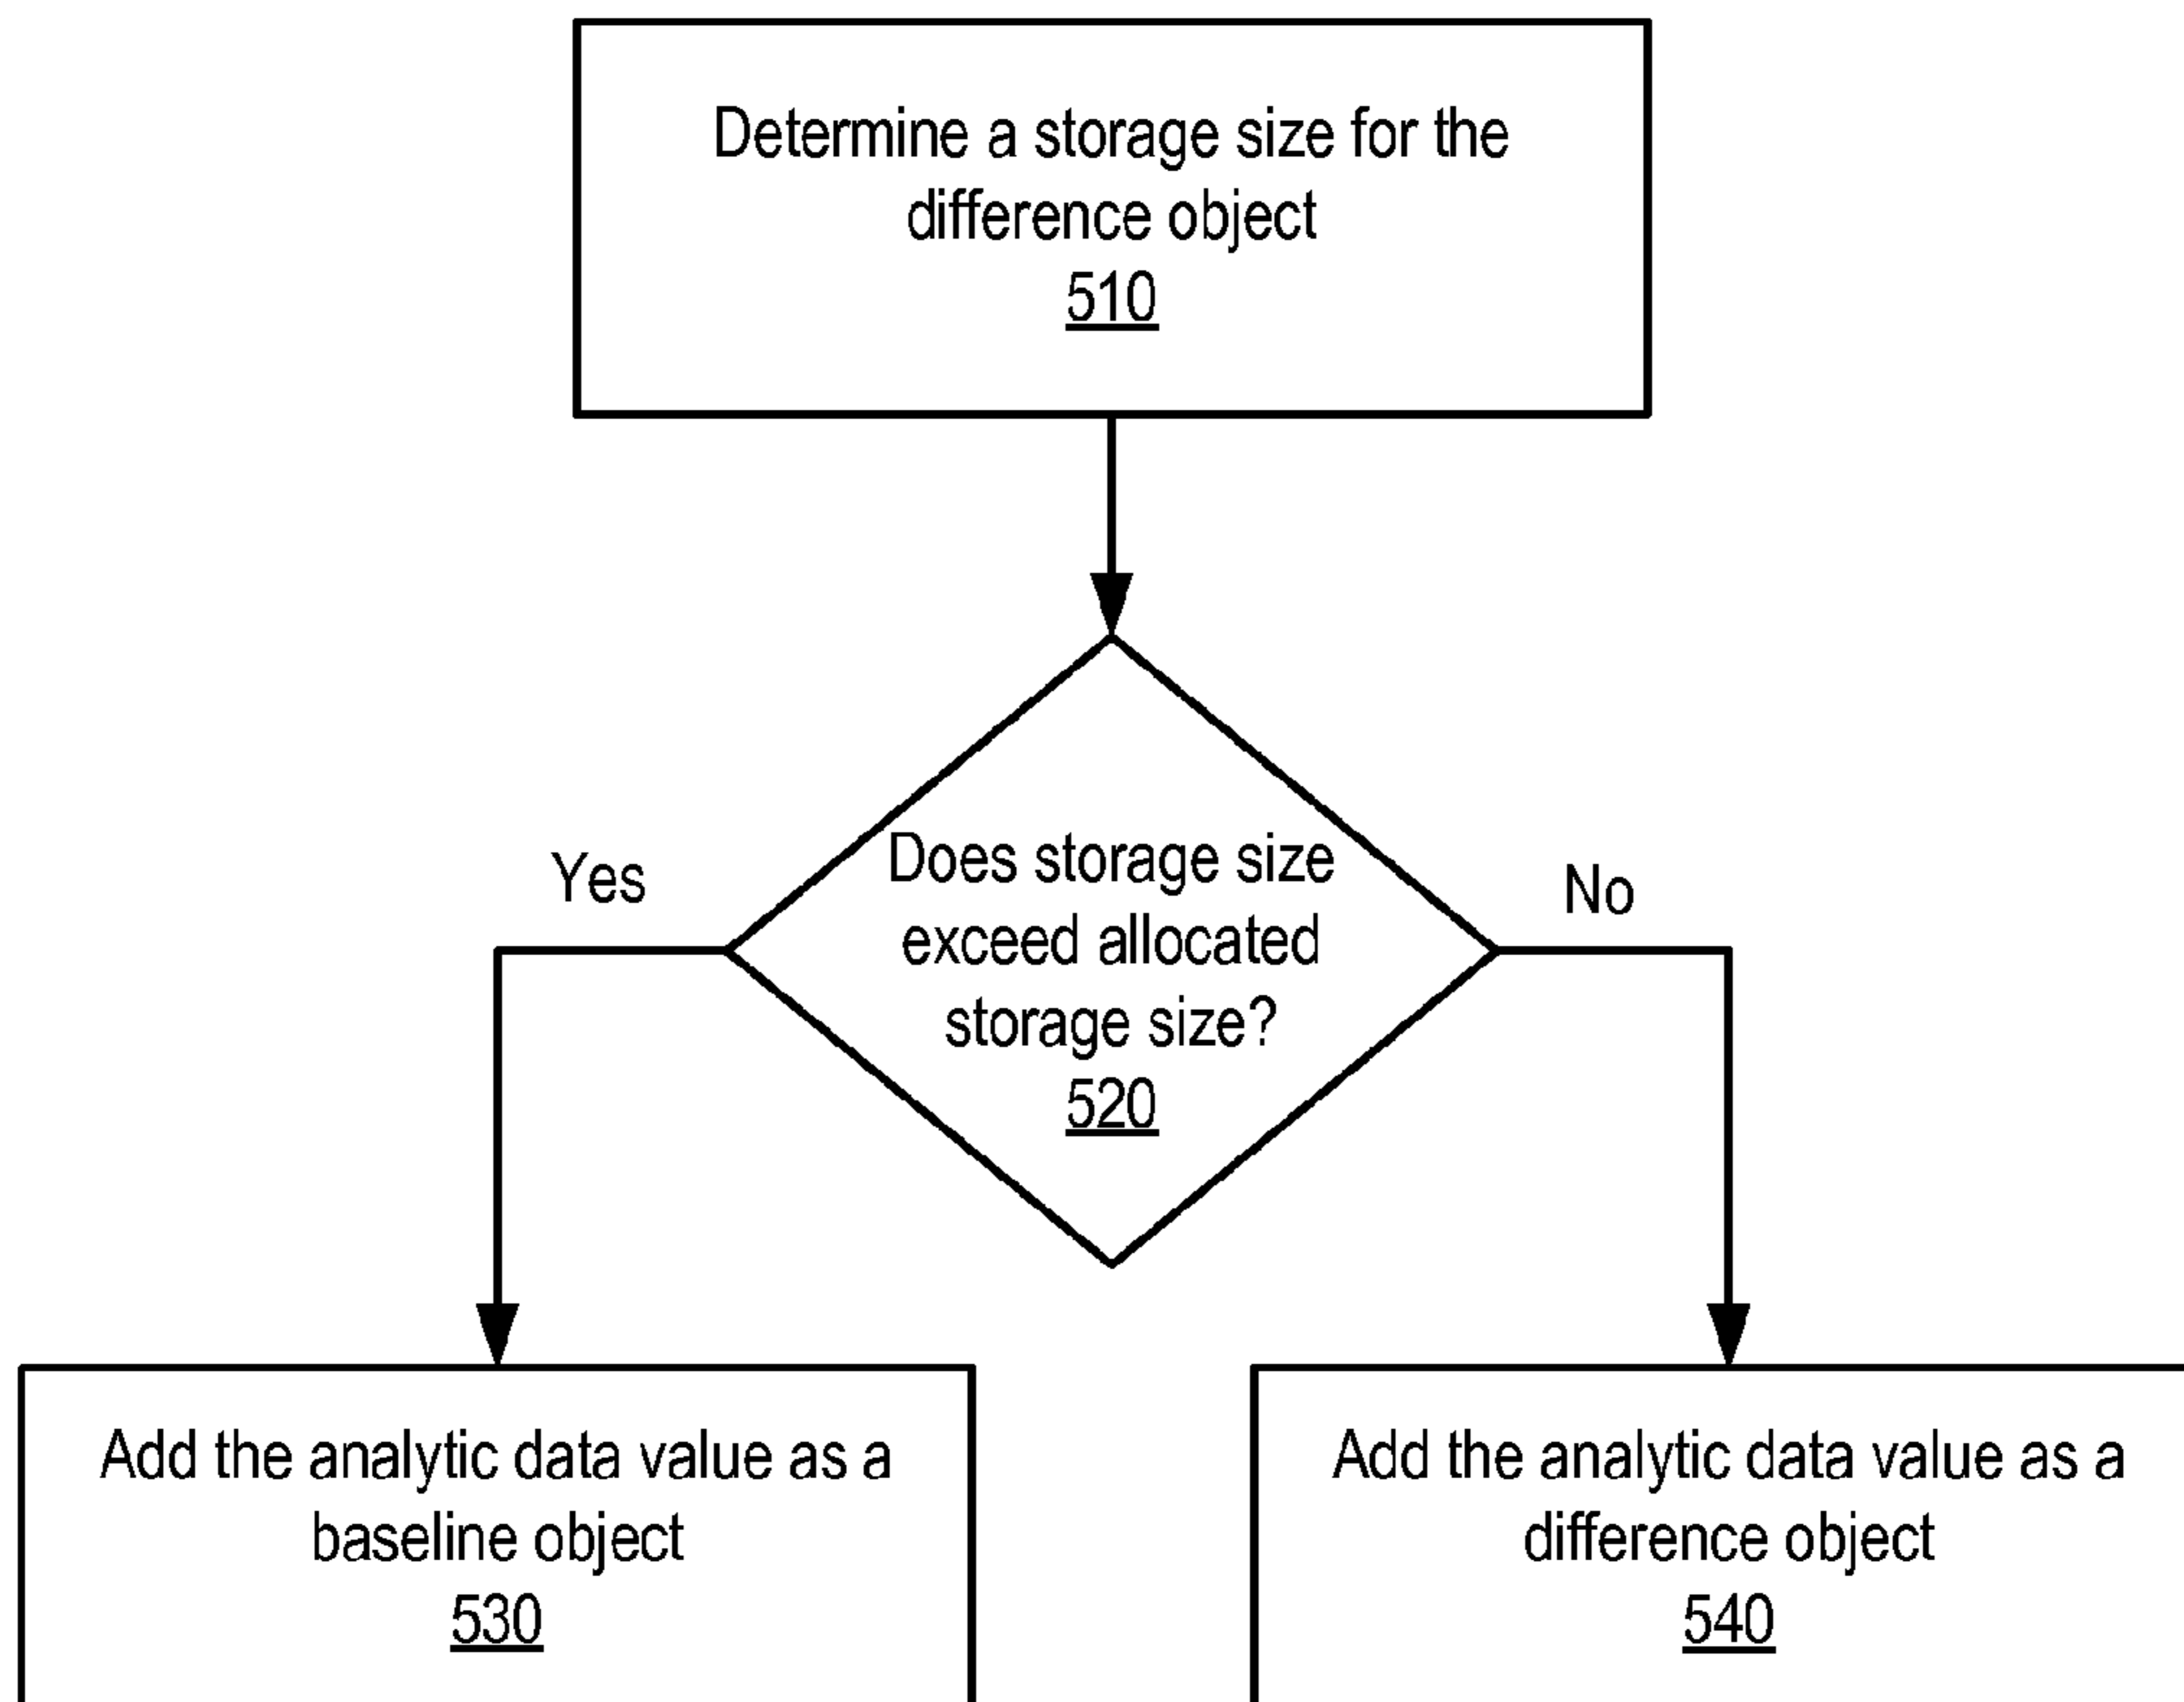 Determine a storage size for the
difference object
510
Does storage size
exceed allocated
storage size?
520
Yes
No
Add the analytic data value as a
baseline object
530
Add the analytic data value as a
difference object
540